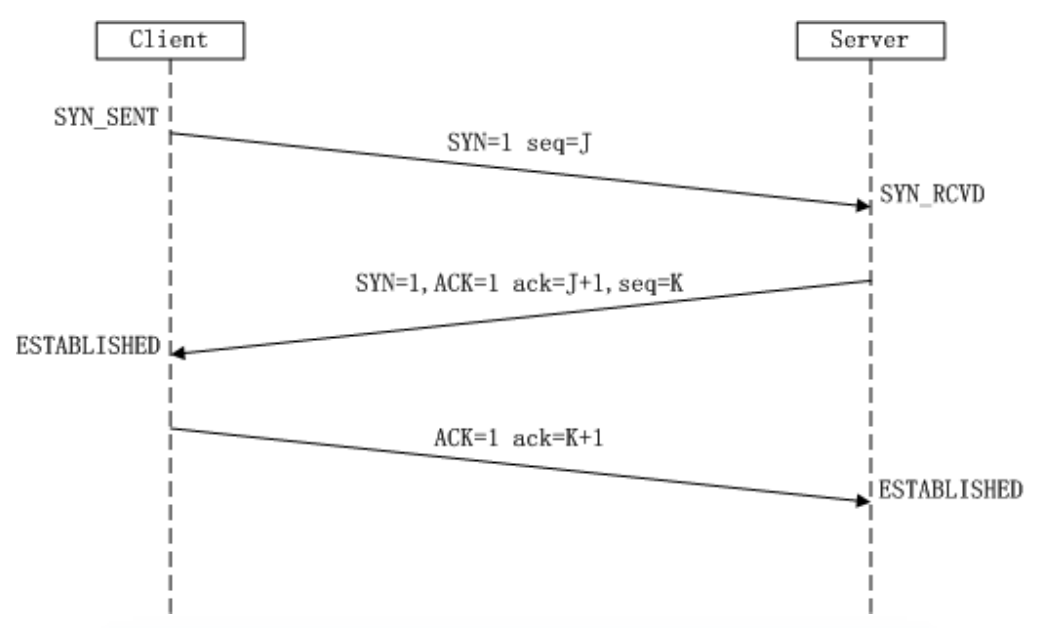 Client
Server
SYN_SENT
SYN=1 seq=J
SYN_RCVD
SYN=1,ACK=1 ack=J+1,seq=K
ESTABLISHED
ACK=1 ack=K+1
ESTABLISHED